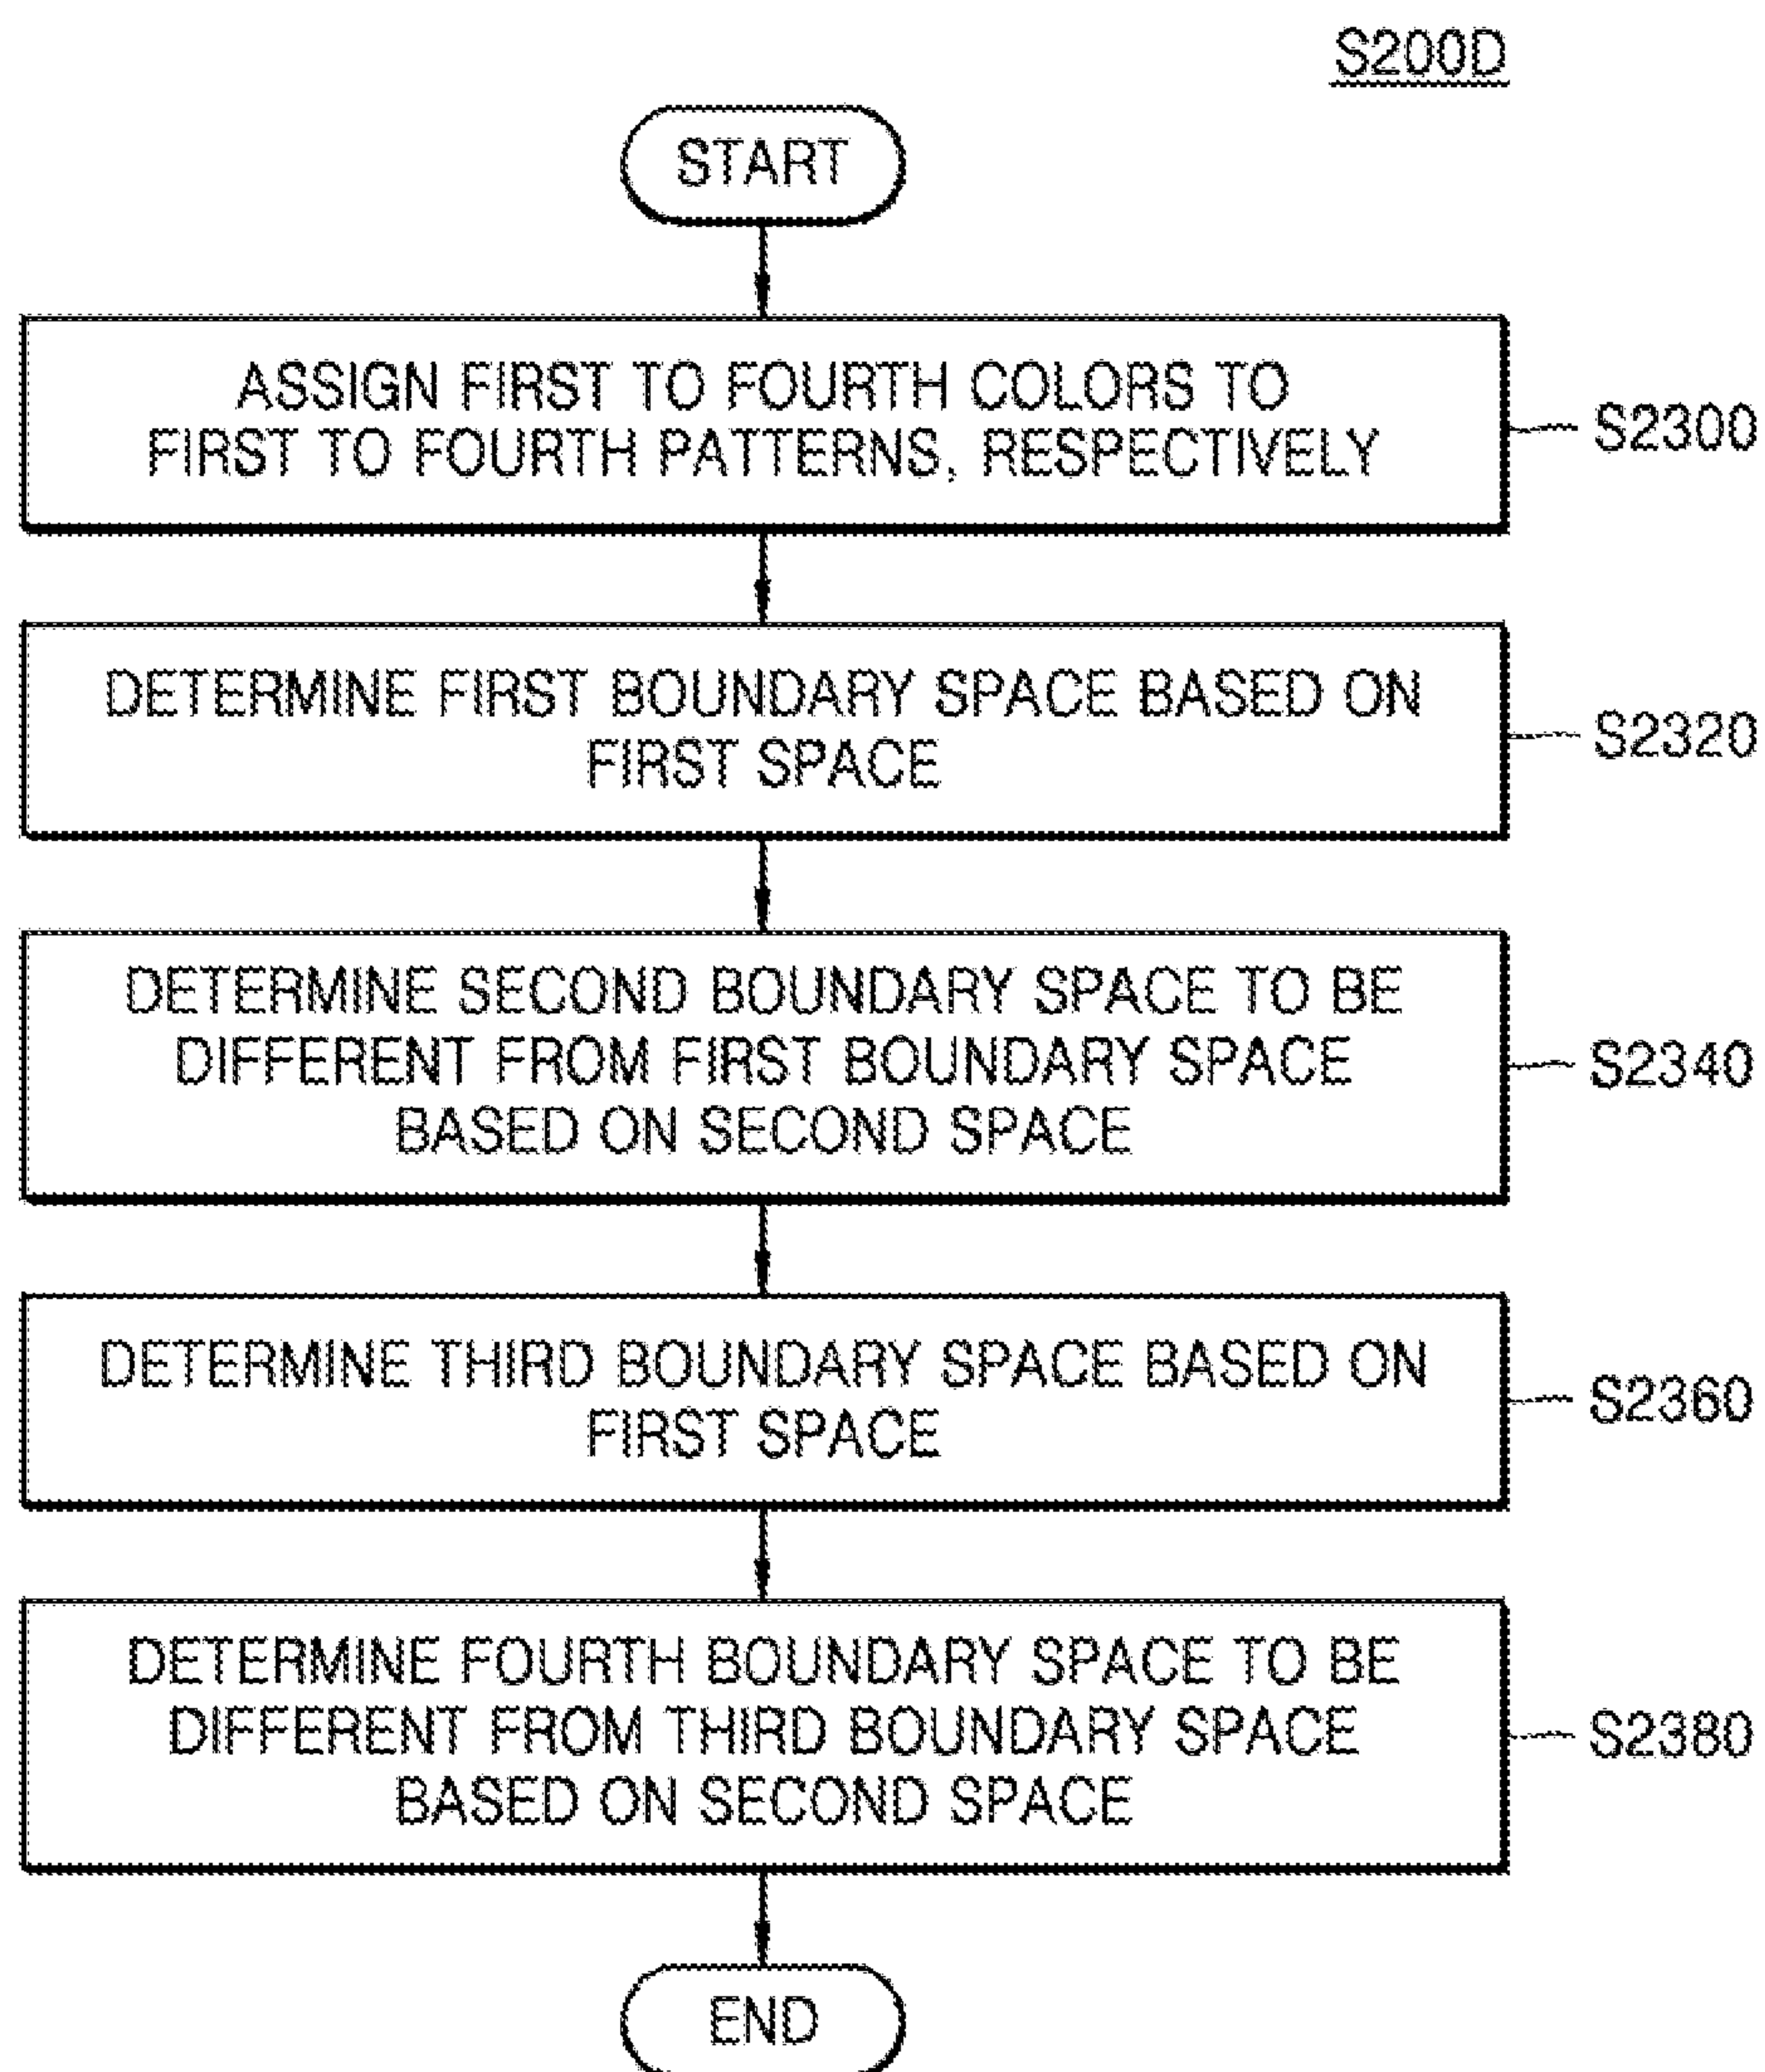 S200D
START
ASSIGN FIRST TO FOURTH COLORS TO
FIRST TO FOURTH PATTERNS, RESPECTIVELY
S2300
DETERMINE FIRST BOUNDARY SPACE BASED ON
FIRST SPACE
S2320
DETERMINE SECOND BOUNDARY SPACE TO BE
DIFFERENT FROM FIRST BOUNDARY SPACE
BASED ON SECOND SPACE
S2340
DETERMINE THIRD BOUNDARY SPACE BASED ON
FIRST SPACE
S2360
DETERMINE FOURTH BOUNDARY SPACE TO BE
DIFFERENT FROM THIRD BOUNDARY SPACE
BASED ON SECOND SPACE
S2380
END